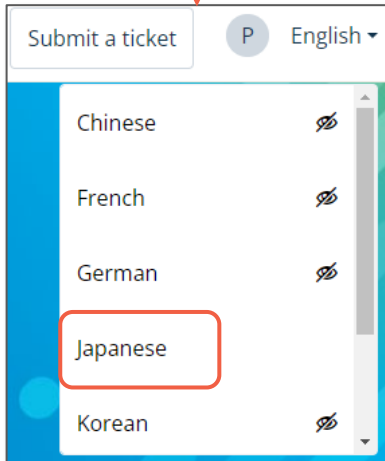 Submit a ticket P English
Chinese
French
German
Japanese
Korean